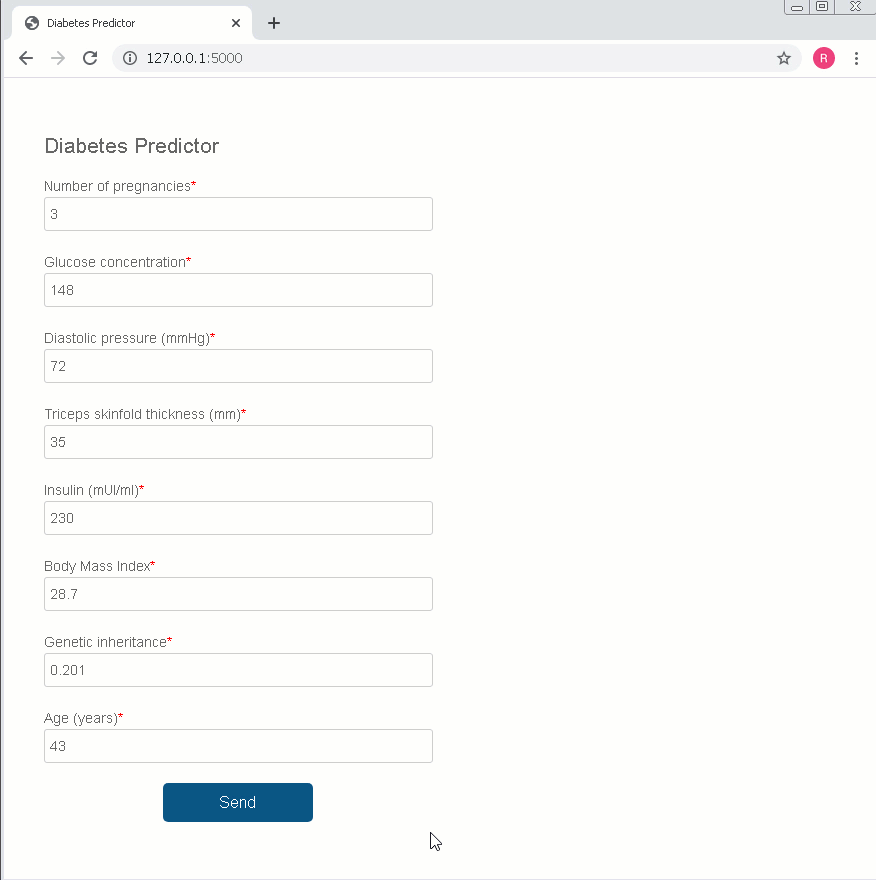 Diabetes Predictor
127.0.0.1:5000
R
Diabetes Predictor
Number of pregnancies*
3
Glucose concentration*
148
Diastolic pressure (mmHg)*
72
Triceps skinfold thickness (mm)*
35
Insulin (mUI/ml)*
230
Body Mass Index*
28.7
Genetic inheritance*
0.201
Age (years)*
43
Send